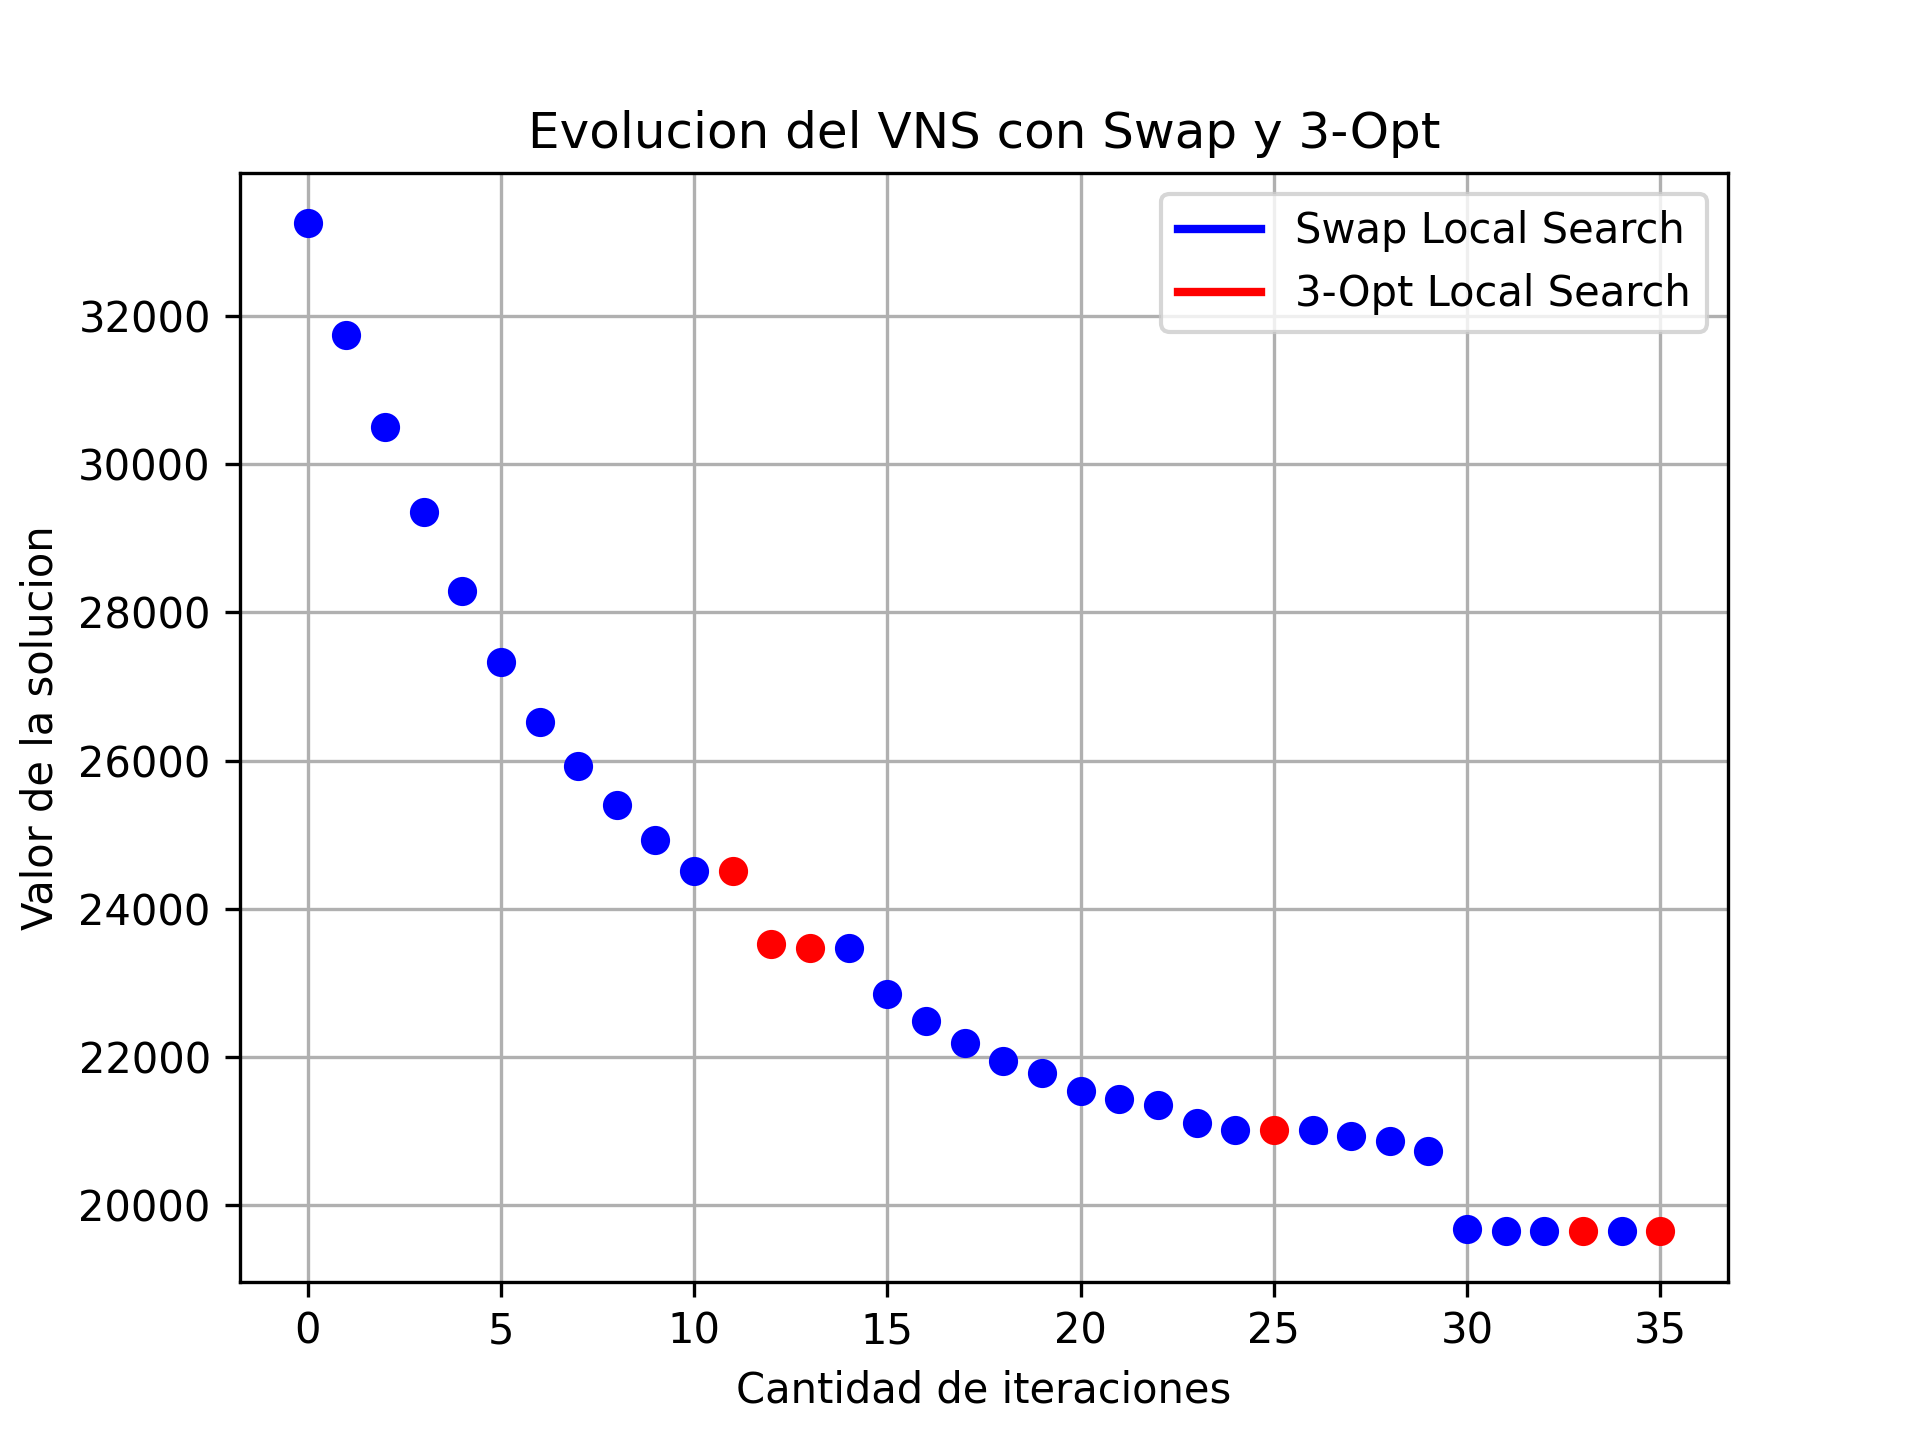 Evolucion del VNS con Swap y 3-Opt
Swap Local Search
3-Opt Local Search
Valor de la solucion
32000
30000
28000
26000
24000
22000
20000
0 5 10 15 20 25 30 35
Cantidad de iteraciones